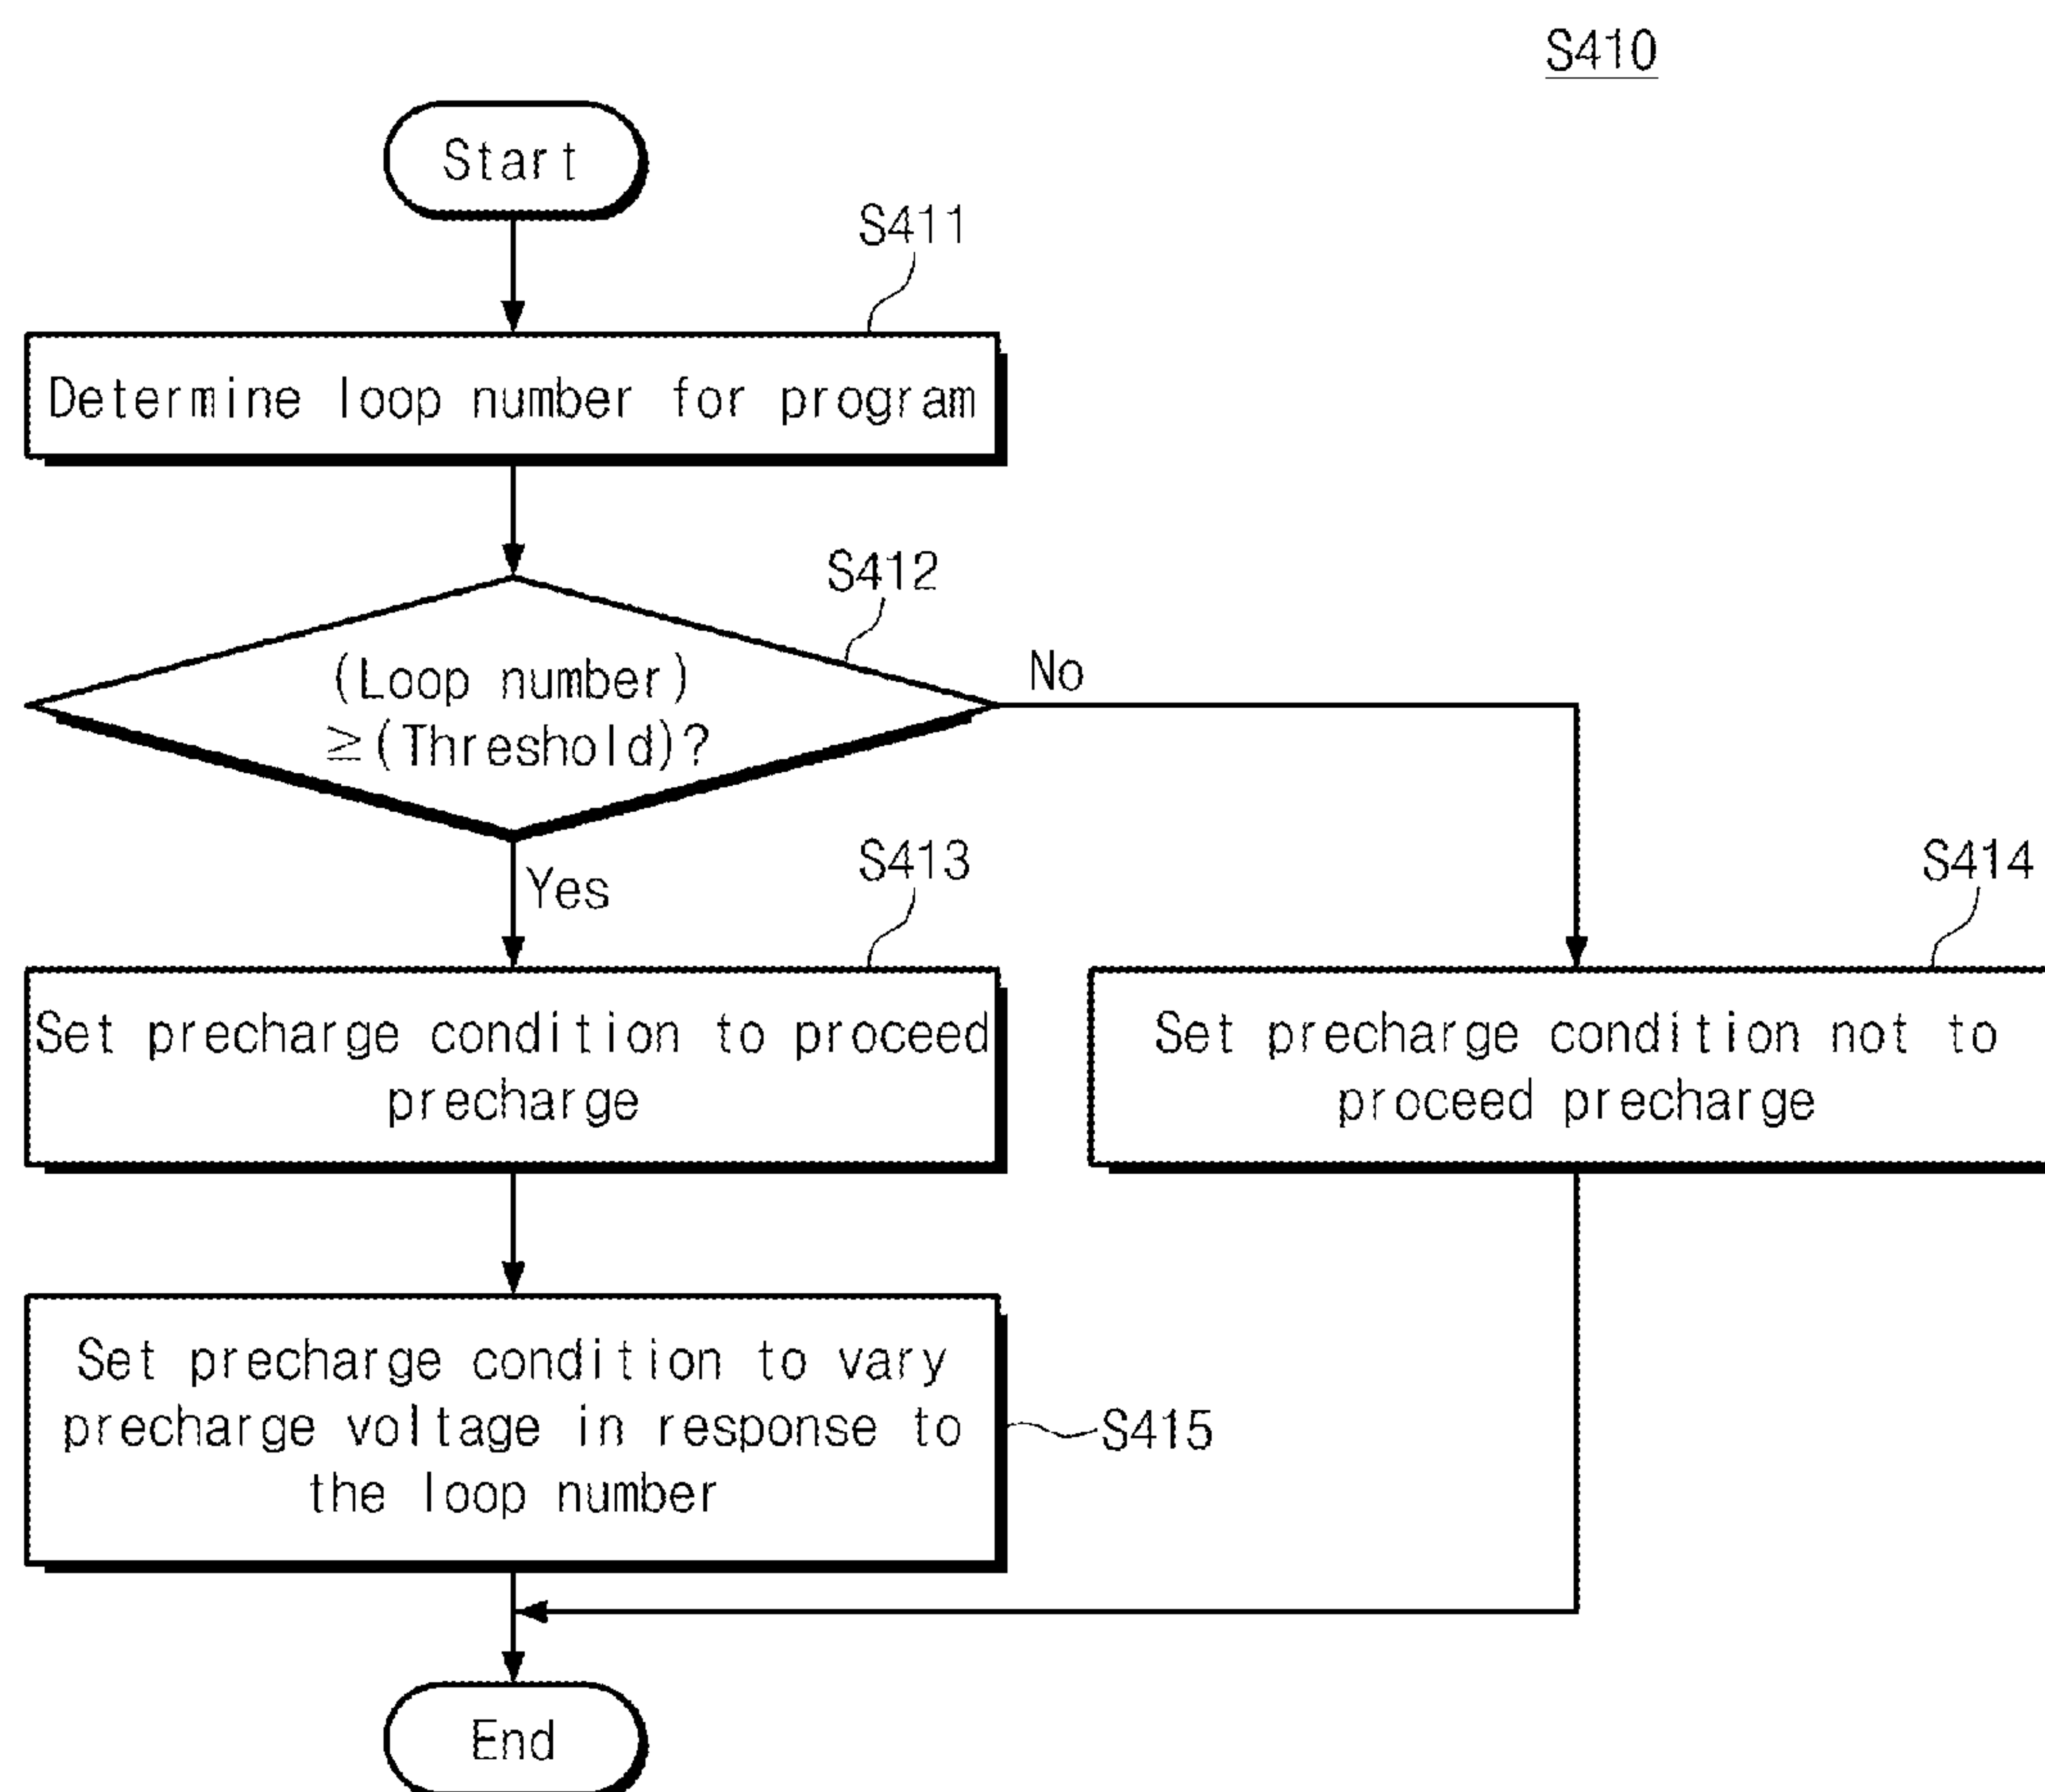 S410
Start
S411
Determine loop number for program
S412
(Loop number)
≥(Threshold)?
No
Yes
S413
S414
Set precharge condition to proceed
precharge
Set precharge condition not to
proceed precharge
Set precharge condition to vary
precharge voltage in response to
the loop number
S415
End